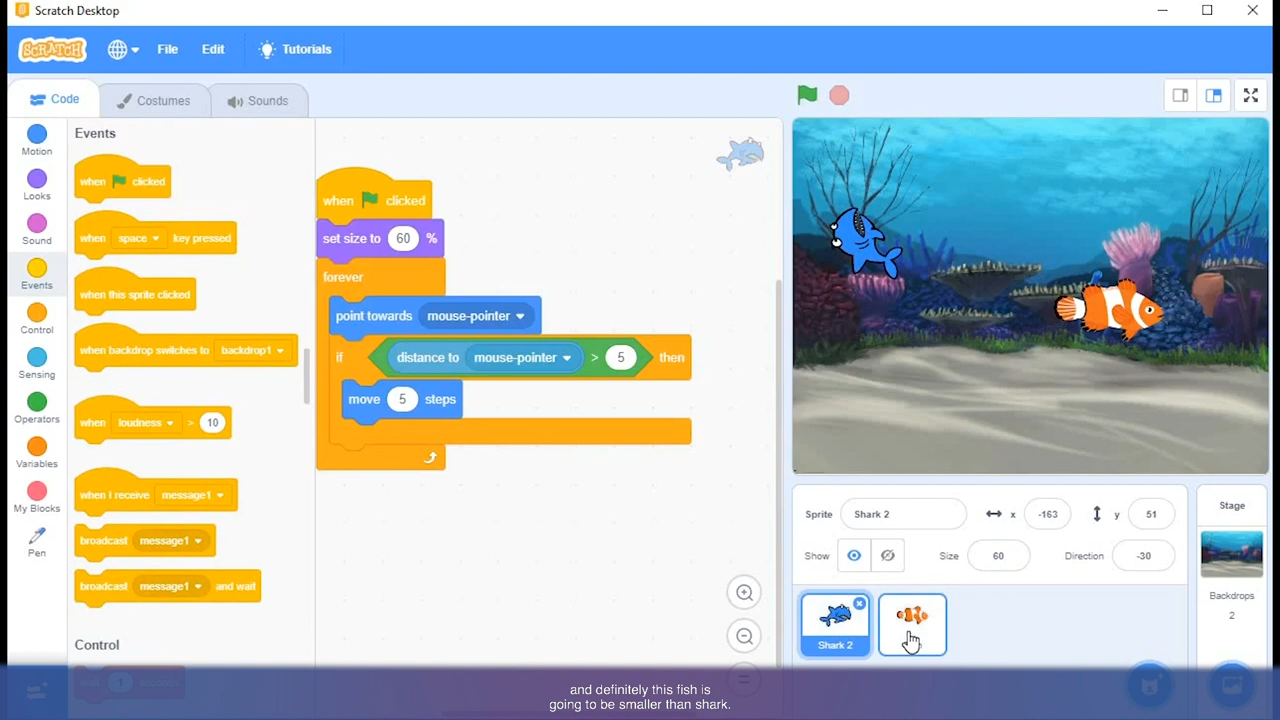 Scratch Desktop
SCRATCH
File
Edit
Tutorials
Code
Costumes
Sounds
Motion
Looks
Sound
Events
Control
Sensing
Operators
Variables
My Blocks
Pen
Events
when clicked
when space key pressed
when this sprite clicked
when backdrop switches to backdrop1
when loudness > 10
when I receive message1
broadcast message1
broadcast message1 and wait
Control
wait 1 seconds
when clicked
set size to 60 %
forever
point towards mouse-pointer
if distance to mouse-pointer > 5 then
move 5 steps
Sprite Shark 2 x -163 y 51
Show Size 60 Direction -30
Shark 2
Stage
Backdrops
2
and definitely this fish is
going to be smaller than shark.